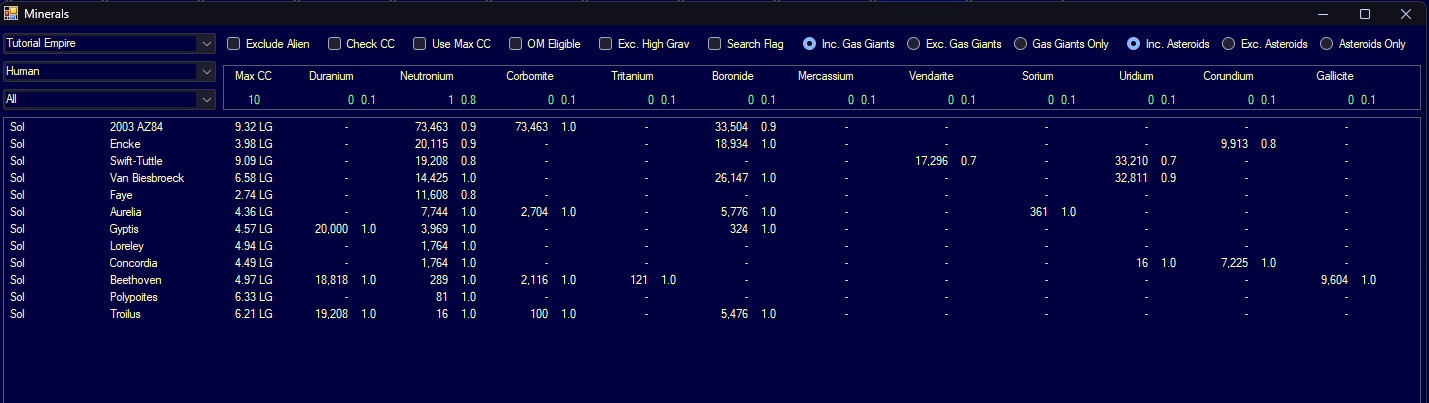 Minerals
Tutorial Empire Exclude Alien Check CC Use Max CC OM Eligible Exc. High Grav Search Flag Inc. Gas Giants Exc. Gas Giants Gas Giants Only Inc. Asteroids Exc. Asteroids Asteroids Only
Human Max CC Duranium Neutronium Corbomite Tritanium Boronide Mercassium Vendarite Sorium Uridium Corundium Gallicite
All 10 0 0.1 1 0.8 0 0.1 0 0.1 0 0.1 0 0.1 0 0.1 0 0.1 0 0.1 0 0.1 0 0.1
Sol 2003 AZ84 9.32 LG - 73,463 0.9 73,463 1.0 - 33,504 0.9 - - - - - -
Sol Encke 3.98 LG - 20,115 0.9 - - 18,934 1.0 - - - - 9,913 0.8 -
Sol Swift-Tuttle 9.09 LG - 19,208 0.8 - - - - 17,296 0.7 - 33,210 0.7 - -
Sol Van Biesbroeck 6.58 LG - 14,425 1.0 - - 26,147 1.0 - - - 32,811 0.9 - -
Sol Faye 2.74 LG - 11,608 0.8 - - - - - - - - -
Sol Aurelia 4.36 LG - 7,744 1.0 2,704 1.0 - 5,776 1.0 - - 361 1.0 - - -
Sol Gyptis 4.57 LG 20,000 1.0 3,969 1.0 - - 324 1.0 - - - - - -
Sol Loreley 4.94 LG - 1,764 1.0 - - - - - - - - -
Sol Concordia 4.49 LG - 1,764 1.0 - - - - - - 16 1.0 7,225 1.0 -
Sol Beethoven 4.97 LG 18,818 1.0 289 1.0 2,116 1.0 121 1.0 - - - - - - 9,604 1.0
Sol Polypoites 6.33 LG - 81 1.0 - - - - - - - - -
Sol Troilus 6.21 LG 19,208 1.0 16 1.0 100 1.0 - 5,476 1.0 - - - - - -